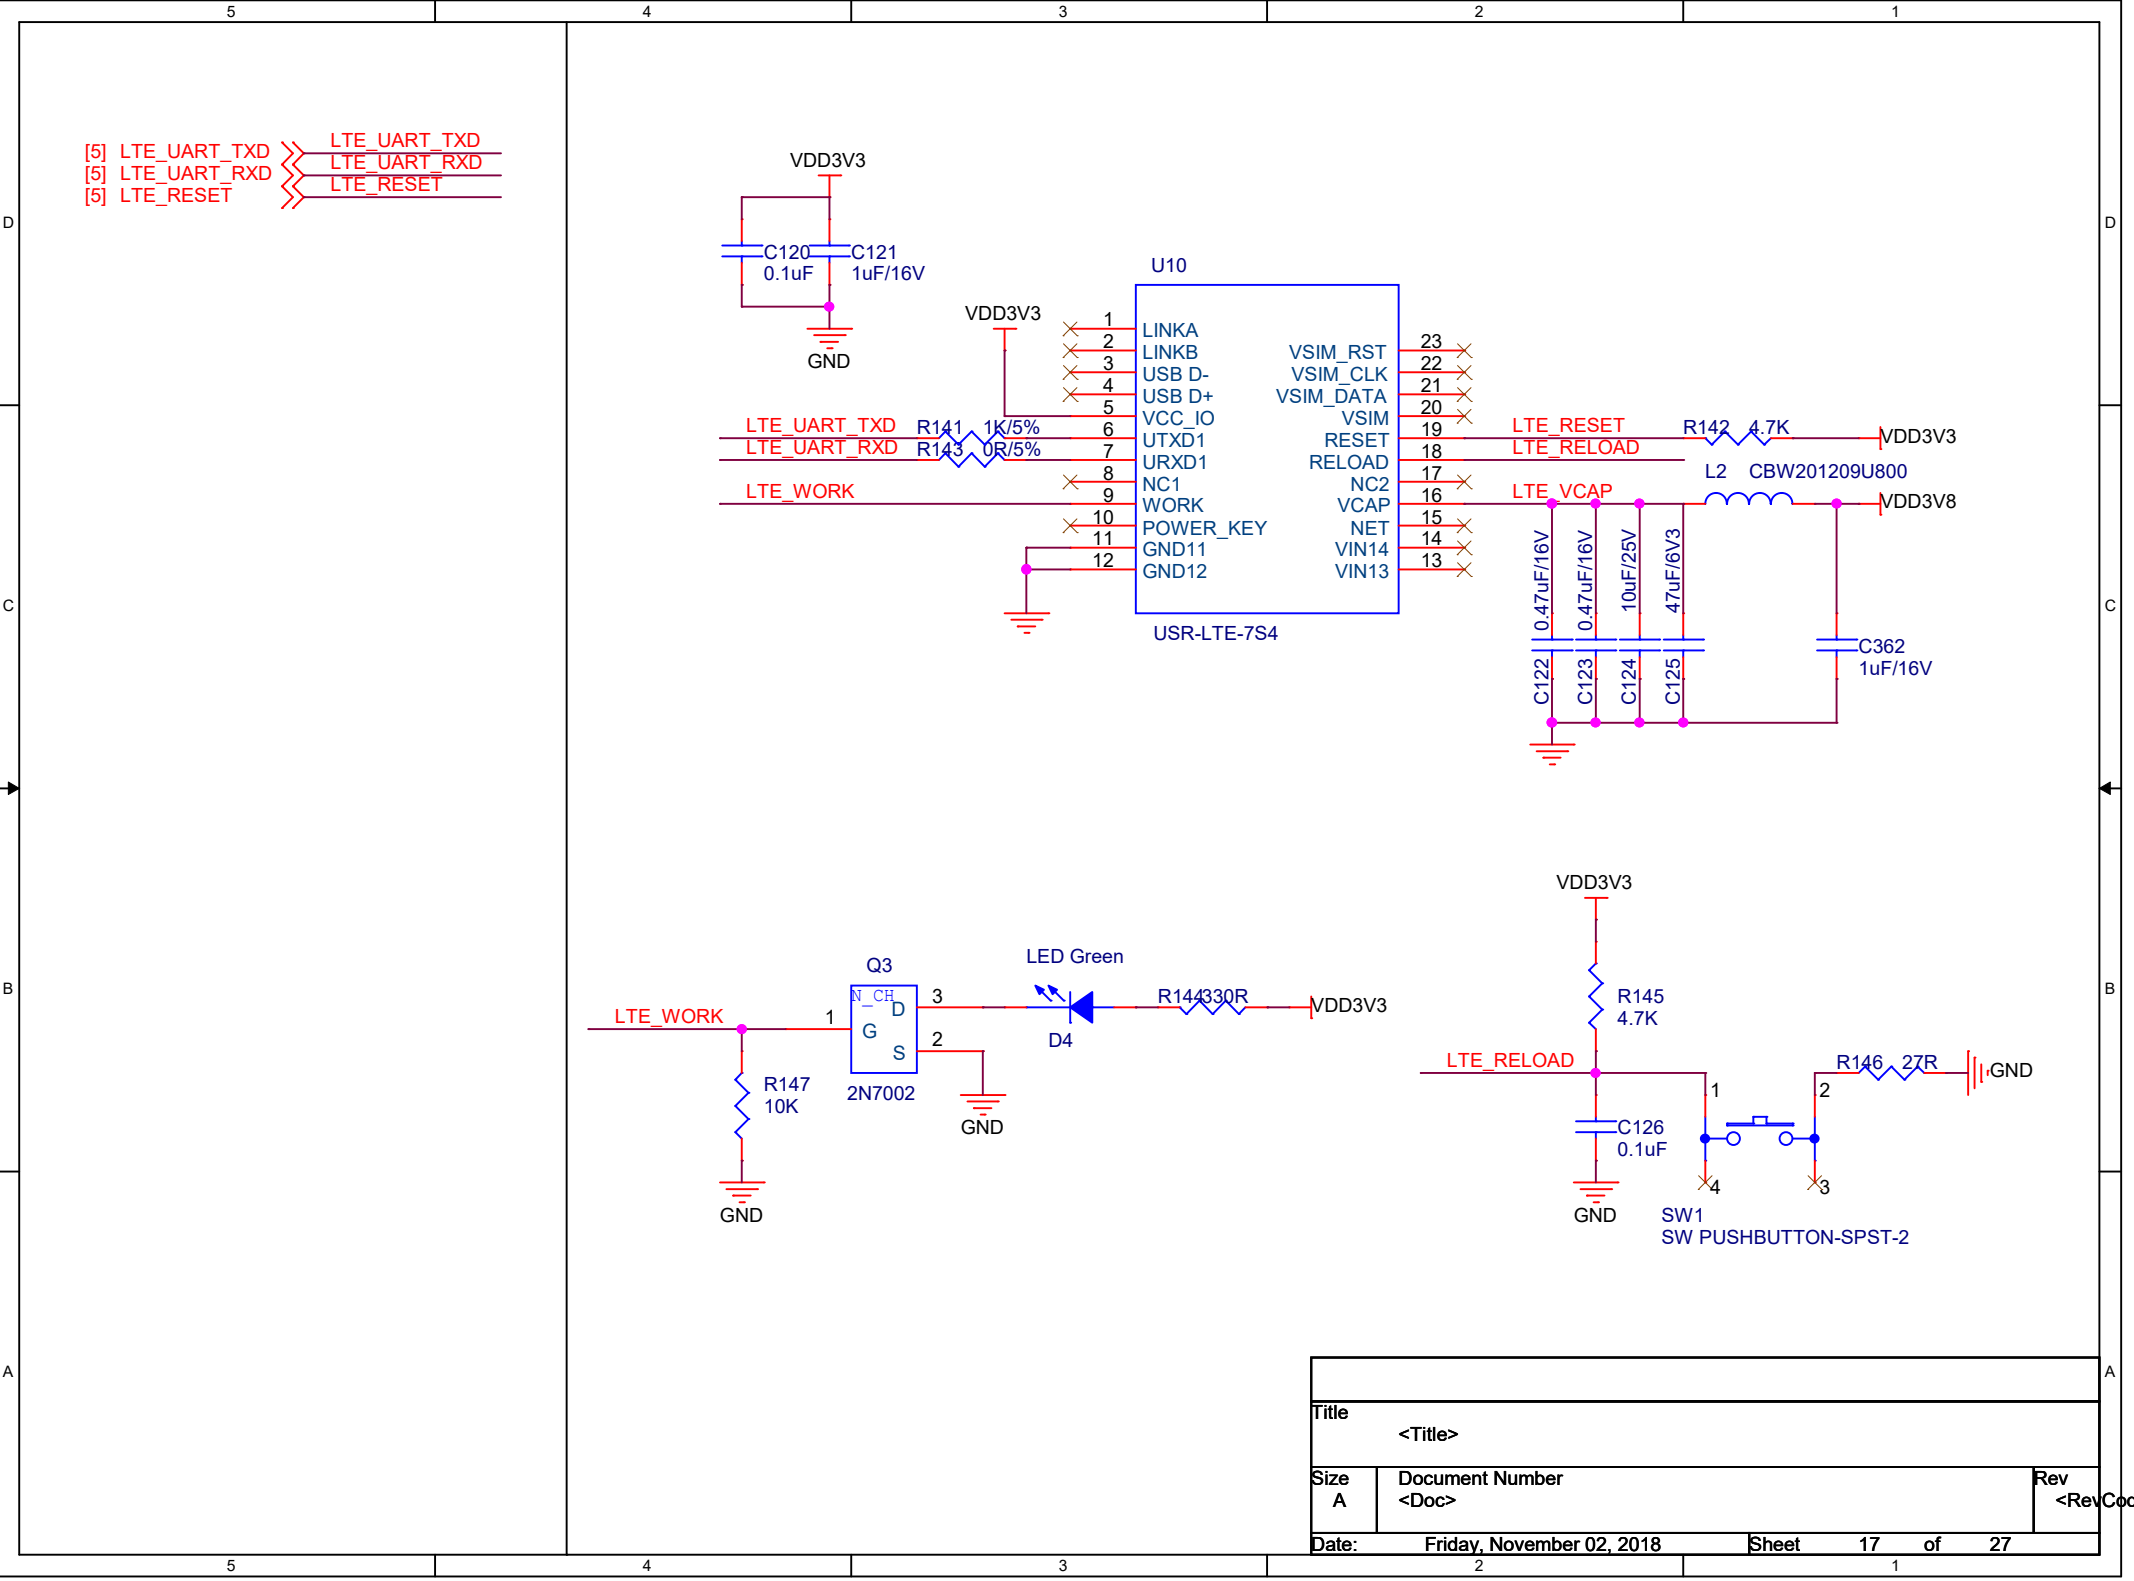 5 4 3 2 1
D D
C C
B B
A A
[5] LTE_UART_TXD LTE_UART_TXD
[5] LTE_UART_RXD LTE_UART_RXD
[5] LTE_RESET LTE_RESET
VDD3V3
C120
0.1uF
C121
1uF/16V
GND
VDD3V3
U10
1 LINKA
2 LINKB
3 USB D-
4 USB D+
5 VCC_IO
6 UTXD1
7 URXD1
8 NC1
9 WORK
10 POWER_KEY
11 GND11
12 GND12
VSIM_RST 23
VSIM_CLK 22
VSIM_DATA 21
VSIM 20
RESET 19
RELOAD 18
NC2 17
VCAP 16
NET 15
VIN14 14
VIN13 13
USR-LTE-7S4
LTE_UART_TXD R141 1K/5%
LTE_UART_RXD R143 0R/5%
LTE_WORK
LTE_RESET R142 4.7K VDD3V3
LTE_RELOAD
L2 CBW201209U800
LTE_VCAP VDD3V8
C122 0.47uF/16V
C123 0.47uF/16V
C124 10uF/25V
C125 47uF/6V3
C362
1uF/16V
LTE_WORK
R147
10K
GND
Q3
N_CH
1 G
D 3
S 2
2N7002
GND
LED Green
D4
R144 330R VDD3V3
VDD3V3
R145
4.7K
LTE_RELOAD
C126
0.1uF
GND
1 2
4 3
R146 27R GND
SW1
SW PUSHBUTTON-SPST-2
Title
<Title>
Size Document Number Rev
A <Doc> <RevCod
Date: Friday, November 02, 2018 Sheet 17 of 27
5 4 3 2 1